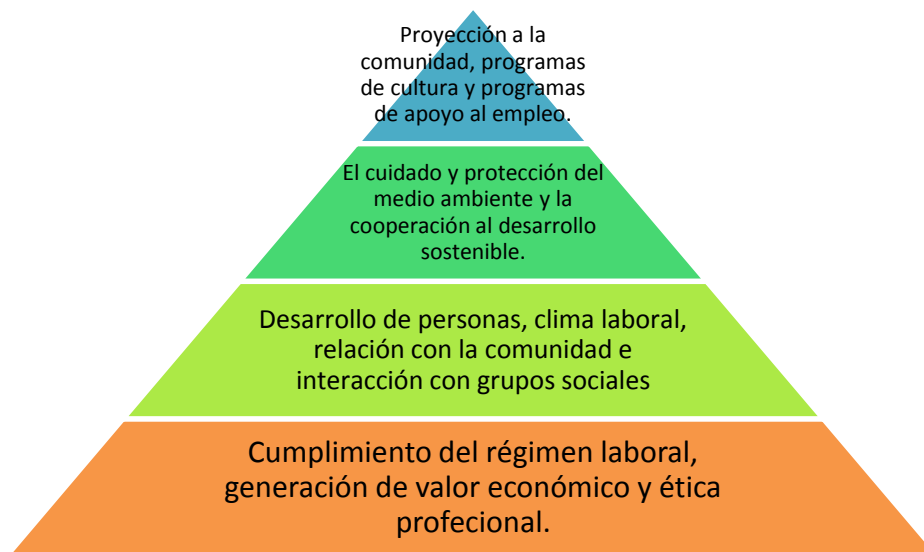 Proyección a la
comunidad, programas
de cultura y programas
de apoyo al empleo.
El cuidado y protección del
medio ambiente y la
cooperación al desarrollo
sostenible.
Desarrollo de personas, clima laboral,
relación con la comunidad e
interacción con grupos sociales
Cumplimiento del régimen laboral,
generación de valor económico y ética
profecional.